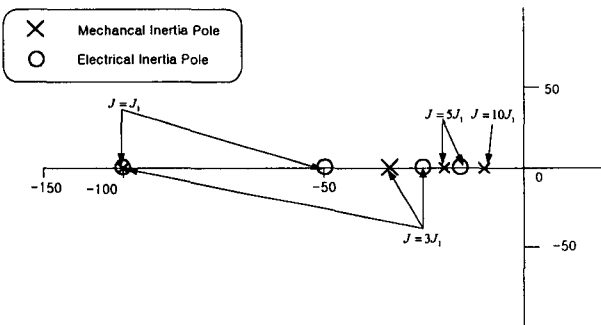 Mechancal Inertia Pole
Electrical Inertia Pole
50
J = J₁
J = 5J₁
J = 10J₁
-150
-100
-50
0
J = 3J₁
-50